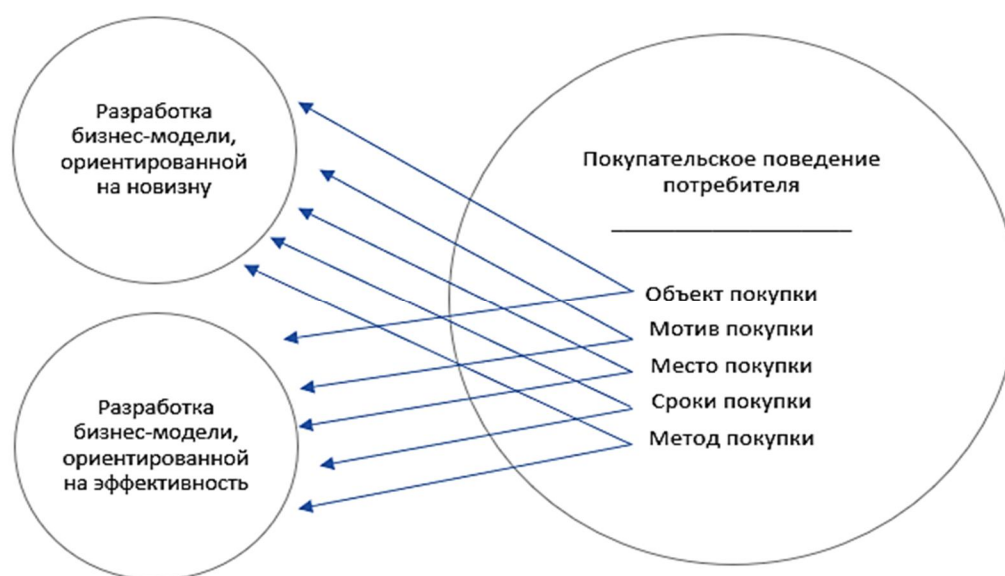 Разработка
бизнес-модели,
ориентированной
на новизну
Разработка
бизнес-модели,
ориентированной
на эффективность
Покупательское поведение
потребителя
Объект покупки
Мотив покупки
Место покупки
Сроки покупки
Метод покупки